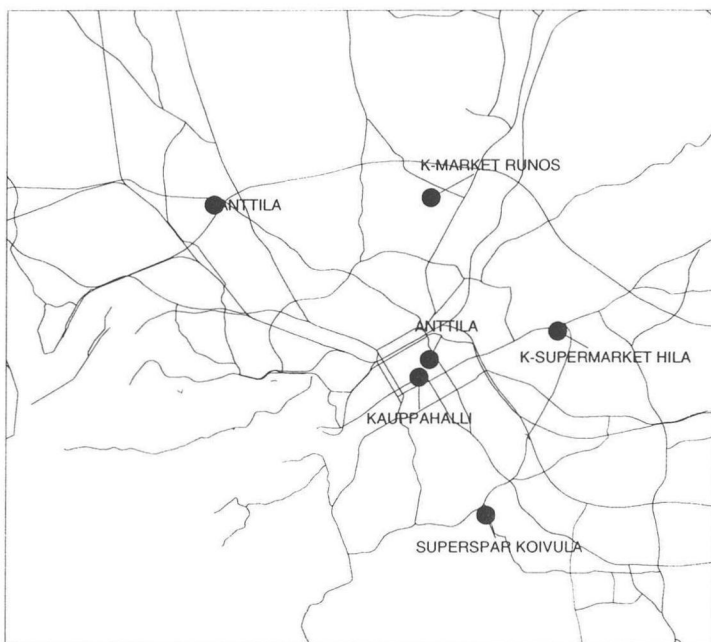 K-MARKET RUNOS
ANTTILA
ANTTILA
K-SUPERMARKET HILA
KAUPPAHALLI
SUPERSPAR KOIVULA